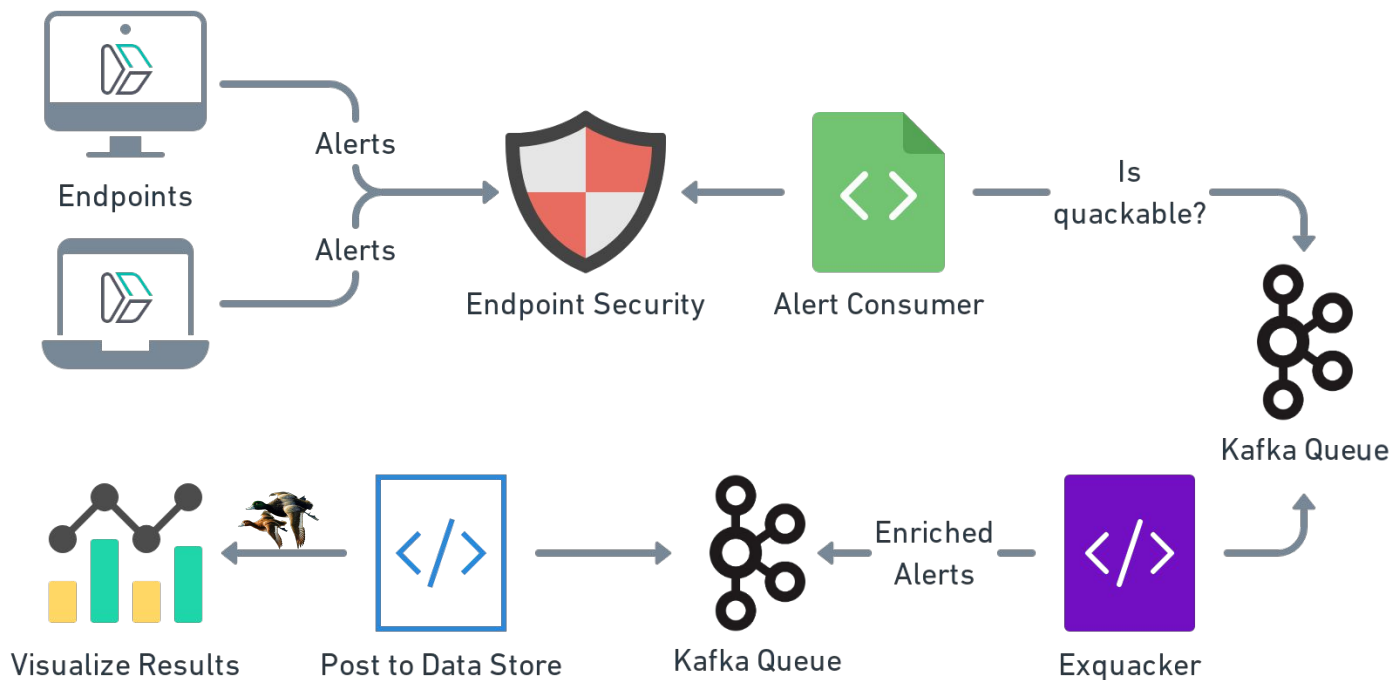 Alerts
Endpoints
Alerts
Endpoint Security
Alert Consumer
Is
quackable?
Kafka Queue
Visualize Results
Post to Data Store
Kafka Queue
Enriched
Alerts
Exquacker